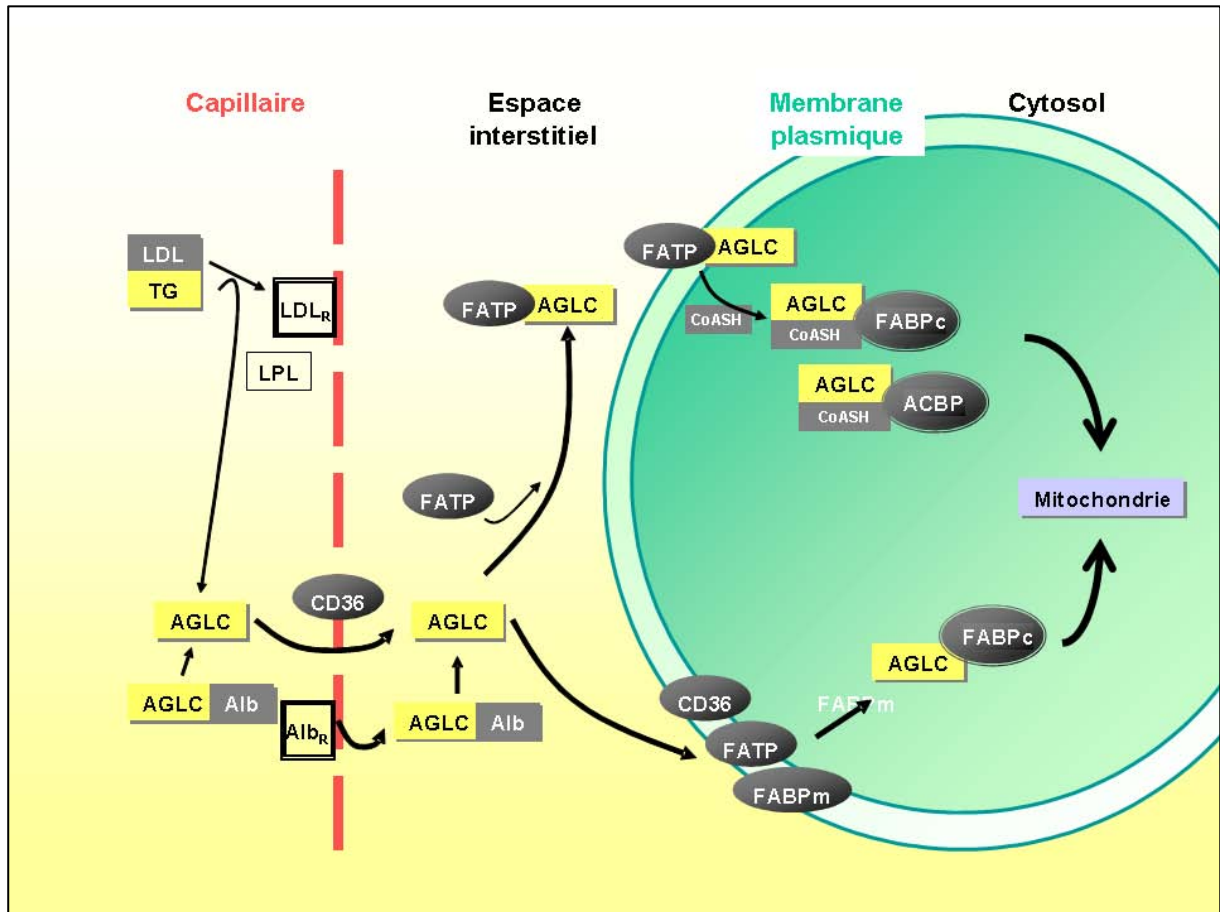 Capillaire
Espace
interstitiel
Membrane
plasmique
Cytosol
LDL
TG
LDLR
LPL
FATP
AGLC
FATP
AGLC
CoASH
AGLC
CoASH
FABPc
AGLC
CoASH
ACBP
FATP
Mitochondrie
AGLC
CD36
AGLC
AGLC
Alb
AlbR
AGLC
Alb
CD36
FATP
FABPm
FABPm
AGLC
FABPc